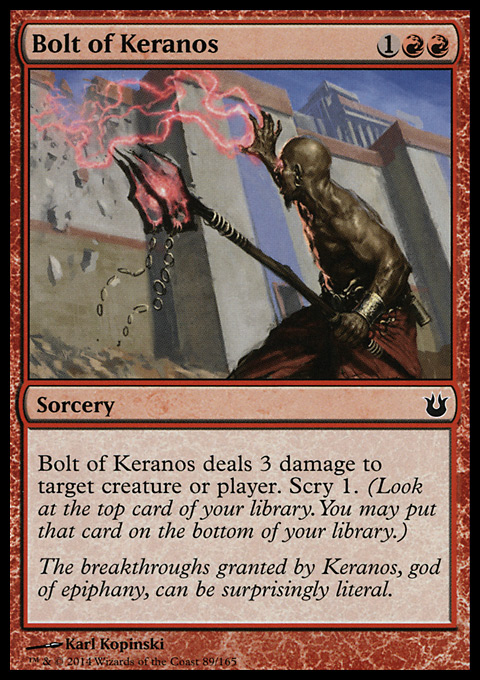 Bolt of Keranos 1
Sorcery
Bolt of Keranos deals 3 damage to
target creature or player. Scry 1. (Look
at the top card of your library. You may put
that card on the bottom of your library.)
The breakthroughs granted by Keranos, god
of epiphany, can be surprisingly literal.
Karl Kopinski
™ & © 2014 Wizards of the Coast 89/165